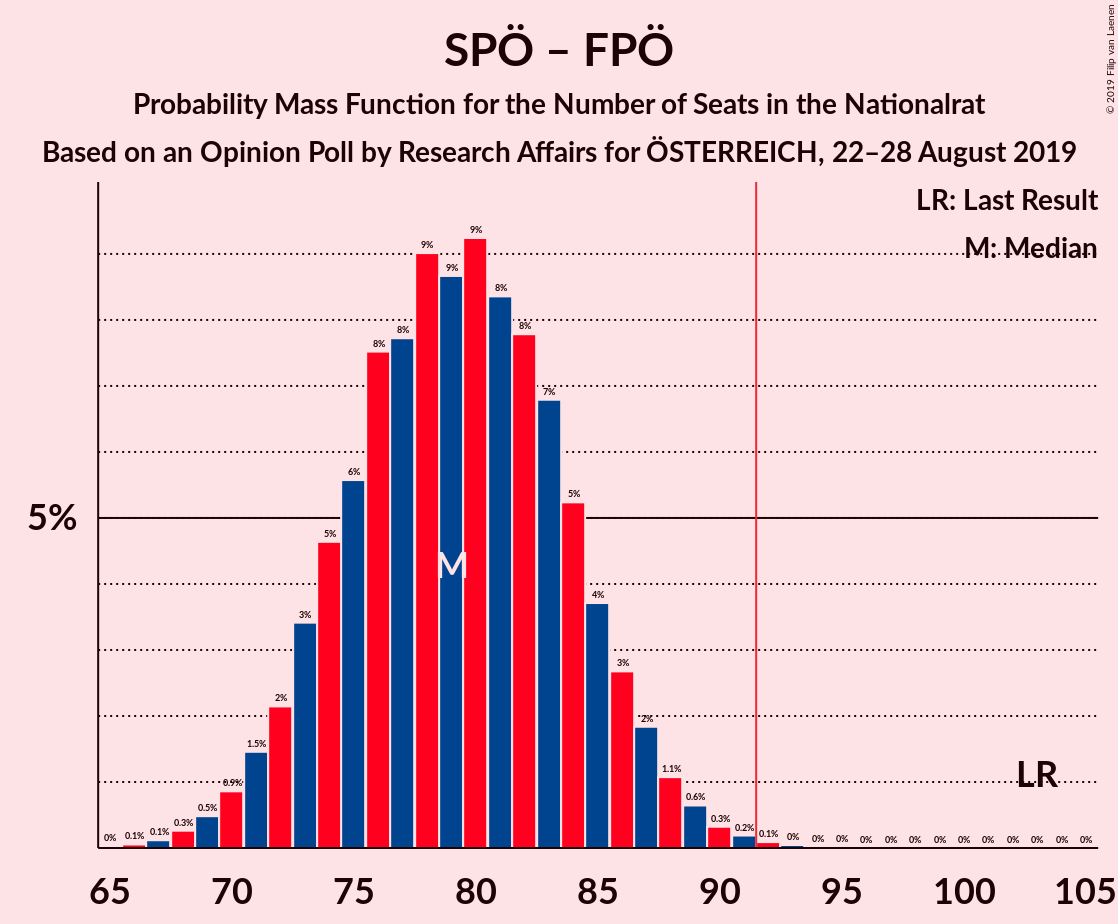 SPÖ – FPÖ
Probability Mass Function for the Number of Seats in the Nationalrat
Based on an Opinion Poll by Research Affairs for ÖSTERREICH, 22–28 August 2019
© 2019 Filip van Laenen
LR: Last Result
M: Median
5%
0% 0.1% 0.1% 0.3% 0.5% 0.9% 1.5% 2% 3% 5% 6% 8% 8% 9% 9% 9% 8% 8% 7% 5% 4% 3% 2% 1.1% 0.6% 0.3% 0.2% 0.1% 0% 0% 0% 0% 0% 0% 0% 0% 0% 0% 0% 0% 0%
M
LR
65 70 75 80 85 90 95 100 105